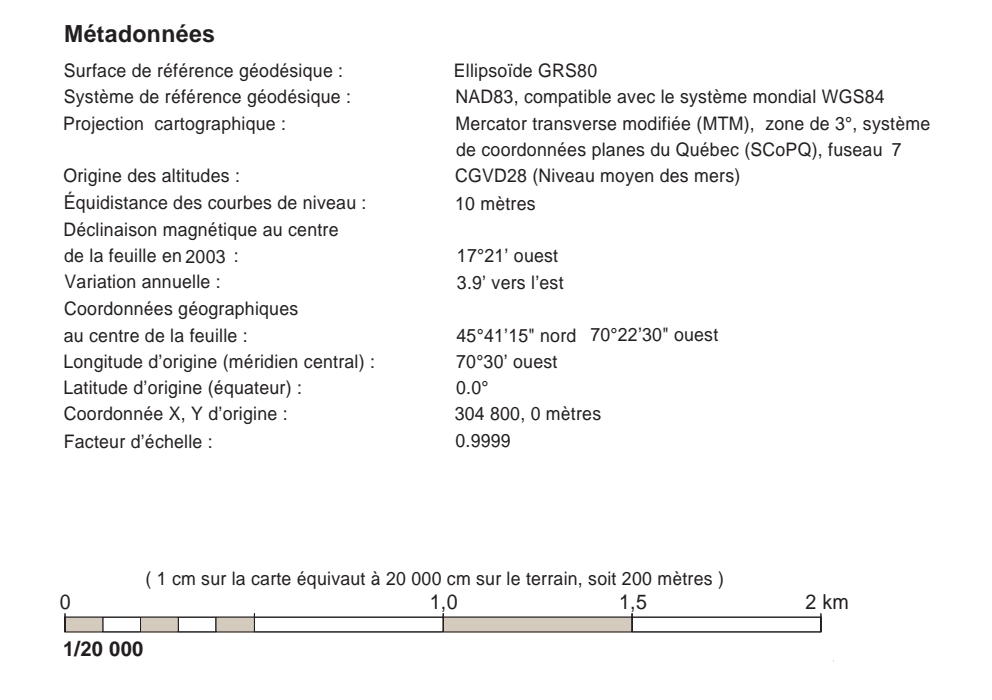 Métadonnées
Surface de référence géodésique : Ellipsoïde GRS80
Système de référence géodésique : NAD83, compatible avec le système mondial WGS84
Projection cartographique : Mercator transverse modifiée (MTM), zone de 3°, système
de coordonnées planes du Québec (SCoPQ), fuseau 7
Origine des altitudes : CGVD28 (Niveau moyen des mers)
Équidistance des courbes de niveau : 10 mètres
Déclinaison magnétique au centre
de la feuille en 2003 : 17°21’ ouest
Variation annuelle : 3.9’ vers l’est
Coordonnées géographiques
au centre de la feuille : 45°41’15" nord 70°22’30" ouest
Longitude d’origine (méridien central) : 70°30’ ouest
Latitude d’origine (équateur) : 0.0°
Coordonnée X, Y d’origine : 304 800, 0 mètres
Facteur d’échelle : 0.9999
( 1 cm sur la carte équivaut à 20 000 cm sur le terrain, soit 200 mètres )
0 1,0 1,5 2 km
1/20 000